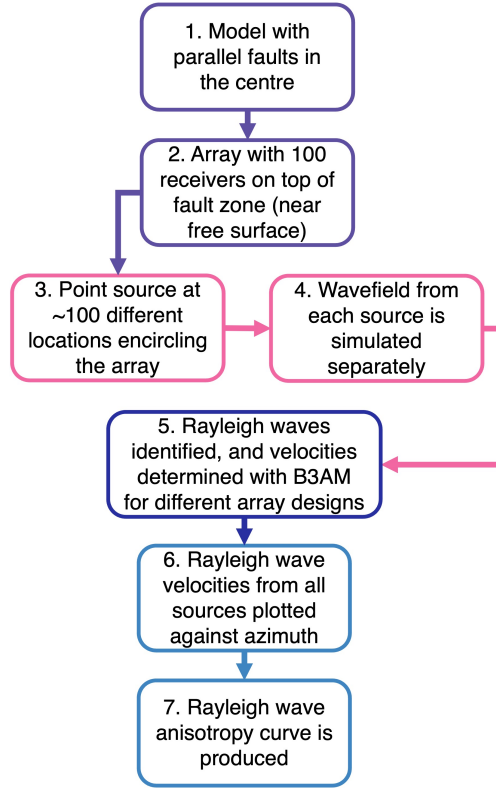 1. Model with
parallel faults in
the centre
2. Array with 100
receivers on top of
fault zone (near
free surface)
3. Point source at
~100 different
locations encircling
the array
4. Wavefield from
each source is
simulated
separately
5. Rayleigh waves
identified, and velocities
determined with B3AM
for different array designs
6. Rayleigh wave
velocities from all
sources plotted
against azimuth
7. Rayleigh wave
anisotropy curve is
produced